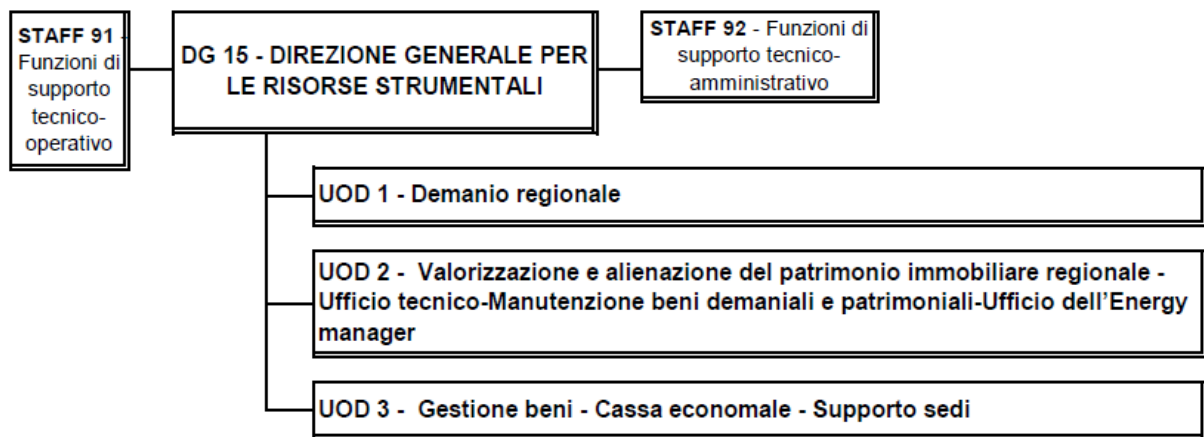 STAFF 91 -
Funzioni di
supporto
tecnico-
operativo
DG 15 - DIREZIONE GENERALE PER
LE RISORSE STRUMENTALI
STAFF 92 - Funzioni di
supporto tecnico-
amministrativo
UOD 1 - Demanio regionale
UOD 2 - Valorizzazione e alienazione del patrimonio immobiliare regionale -
Ufficio tecnico-Manutenzione beni demaniali e patrimoniali-Ufficio dell'Energy
manager
UOD 3 - Gestione beni - Cassa economale - Supporto sedi